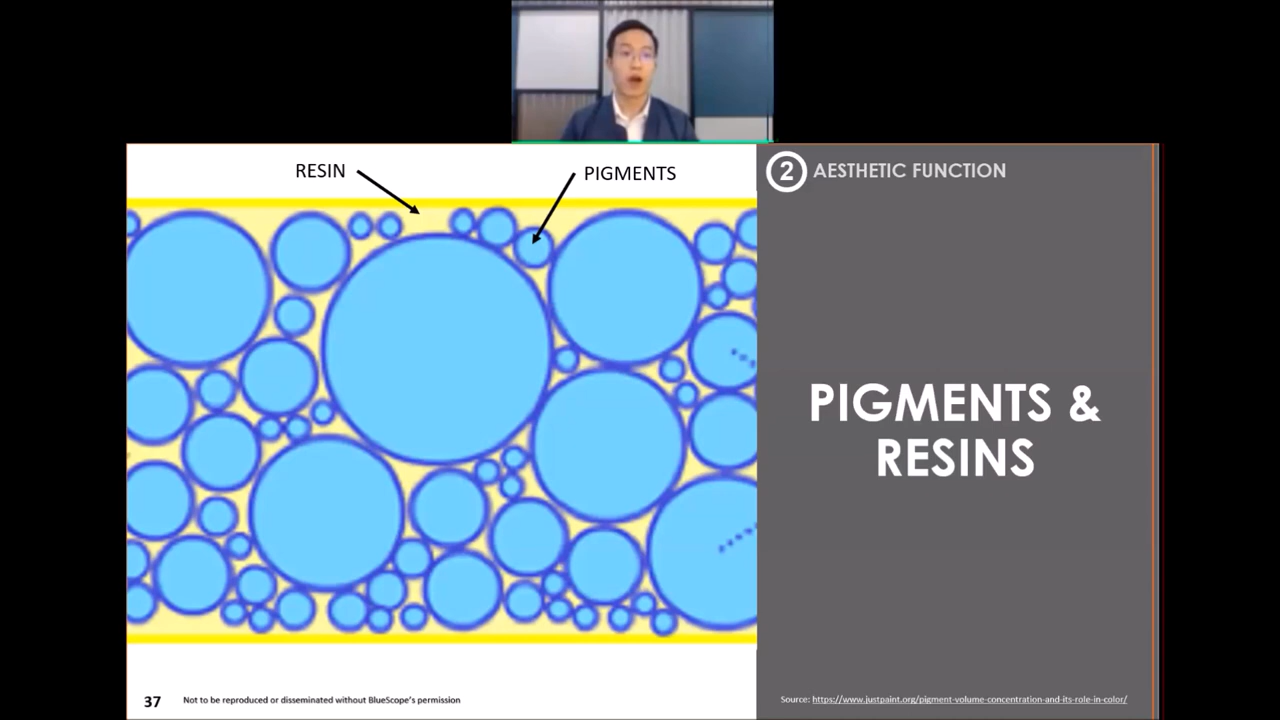 RESIN
PIGMENTS
2 AESTHETIC FUNCTION
PIGMENTS &
RESINS
37 Not to be reproduced or disseminated without BlueScope's permission
Source: https://www.justpaint.org/pigment-volume-concentration-and-its-role-in-color/